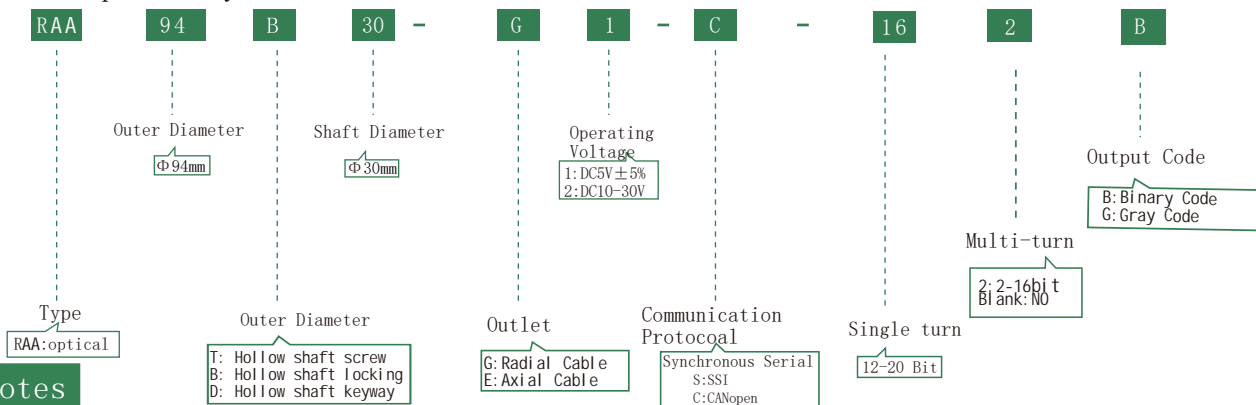 RAA 94 B 30 - G 1 - C - 16 2 B
Outer Diameter
Φ94mm
Shaft Diameter
Φ30mm
Operating
Voltage
1:DC5V±5%
2:DC10-30V
Output Code
B:Binary Code
G:Gray Code
Multi-turn
2:2-16bit
Blank:NO
Type
RAA:optical
Outer Diameter
T: Hollow shaft screw
B: Hollow shaft locking
D: Hollow shaft keyway
Outlet
G:Radial Cable
E:Axial Cable
Communication
Protocoal
Synchronous Serial
S:SSI
C:CANopen
Single turn
12-20 Bit
otes